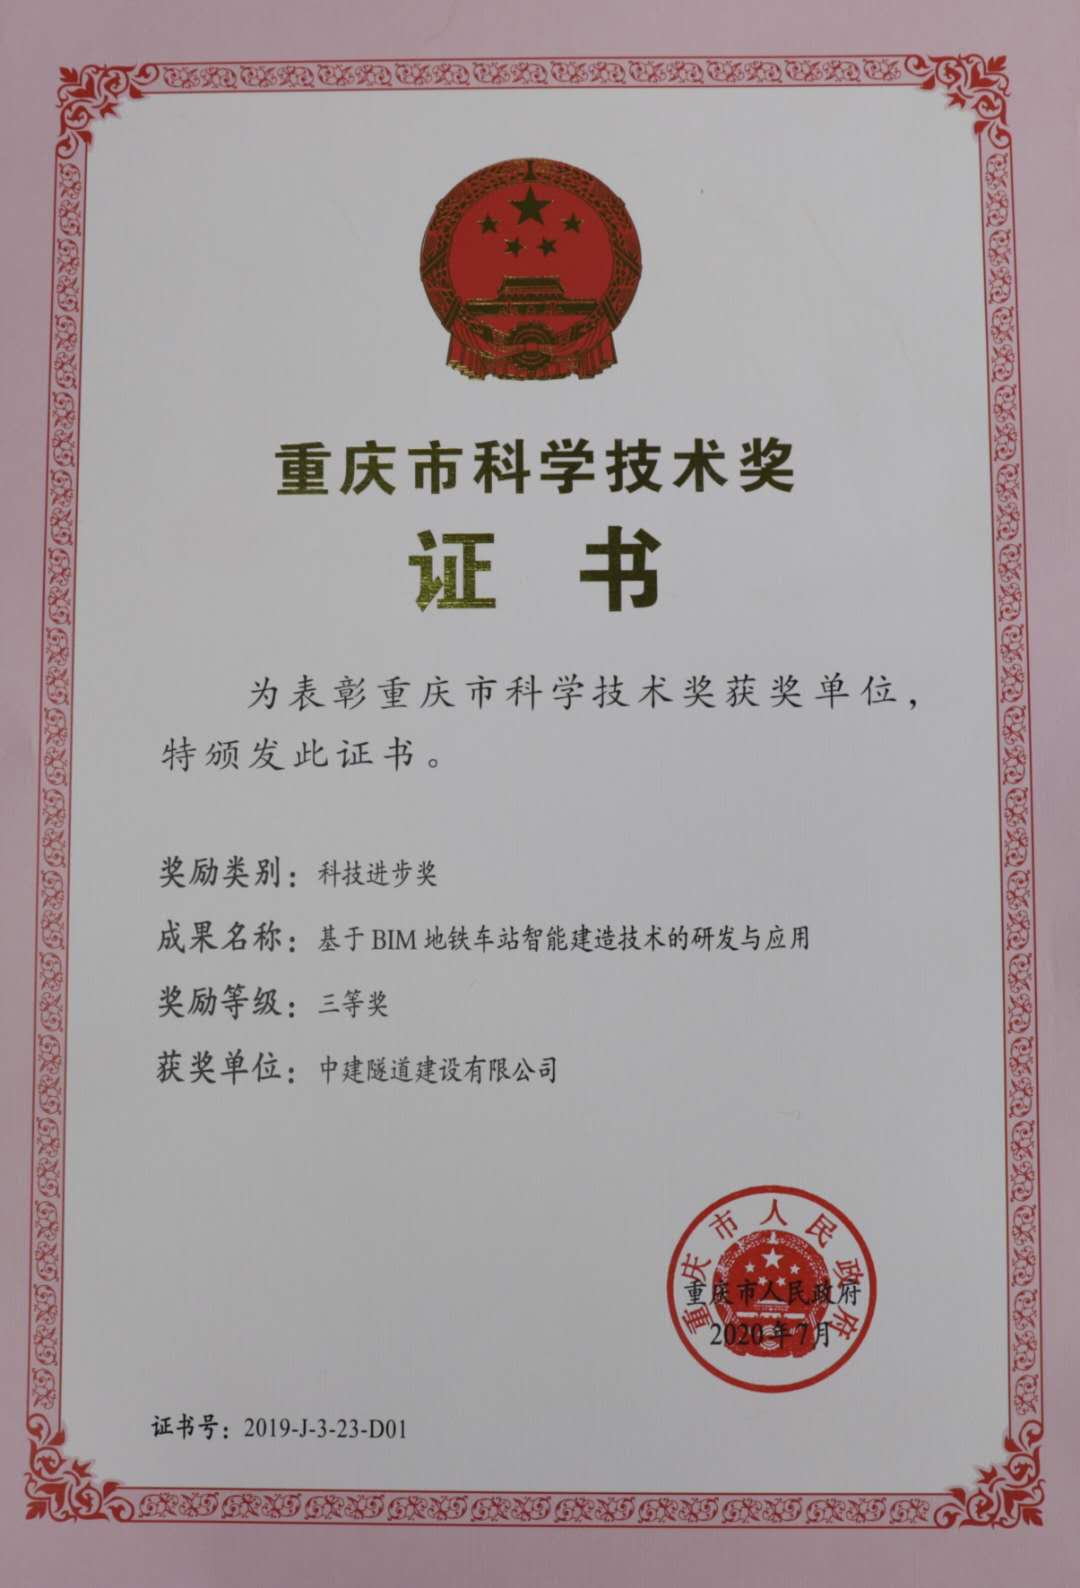 重庆市科学技术奖
证书
为表彰重庆市科学技术奖获奖单位，
特颁发此证书。
奖励类别：科技进步奖
成果名称：基于BIM地铁车站智能建造技术的研发与应用
奖励等级：三等奖
获奖单位：中建隧道建设有限公司
重庆市人民政府
重庆市人民政府
2020年7月
证书号：2019-J-3-23-D01